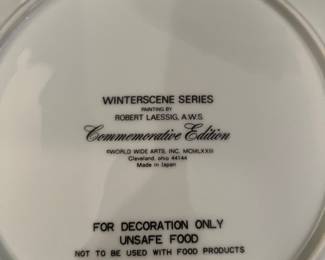 WINTERSCENE SERIES
PAINTING BY
ROBERT LAESSIG, A.W.S.
Commemorative Edition
©WORLD WIDE ARTS, INC. MCMLXXIII
Cleveland, ohio 44144
Made in Japan
FOR DECORATION ONLY
UNSAFE FOOD
NOT TO BE USED WITH FOOD PRODUCTS